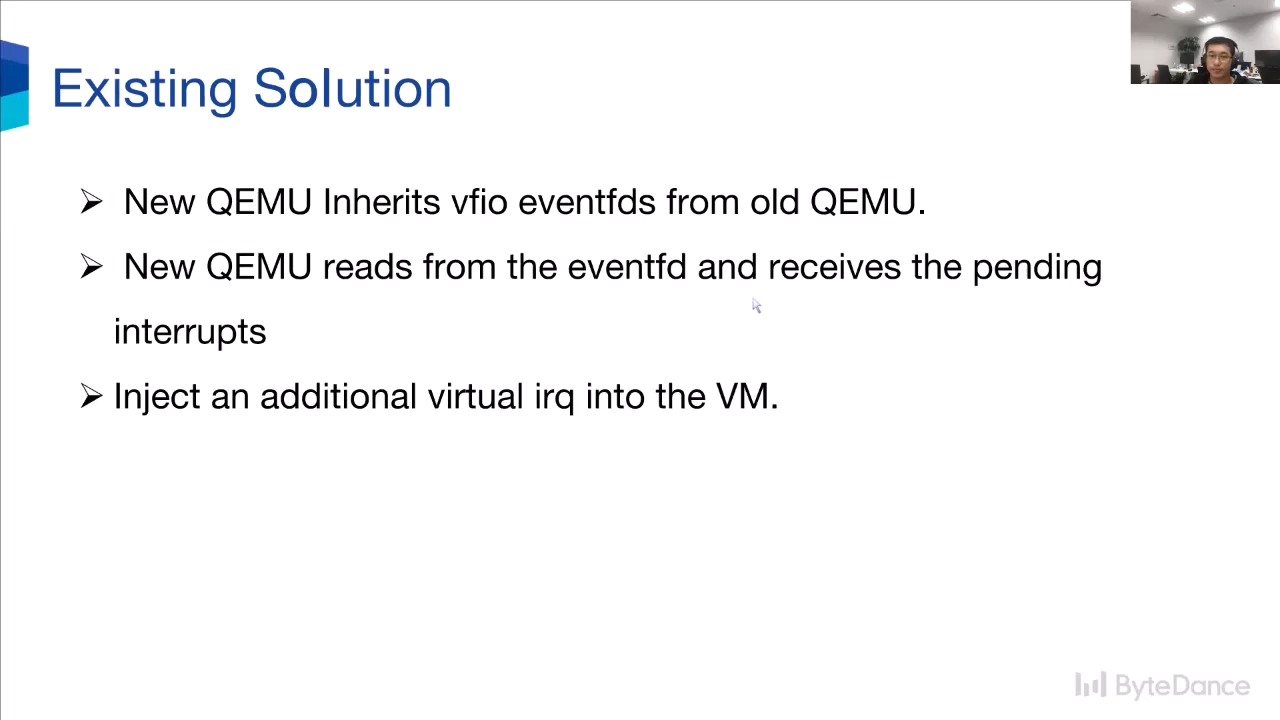 Existing Solution
➢ New QEMU Inherits vfio eventfds from old QEMU.
➢ New QEMU reads from the eventfd and receives the pending
interrupts
➢ Inject an additional virtual irq into the VM.
ByteDance